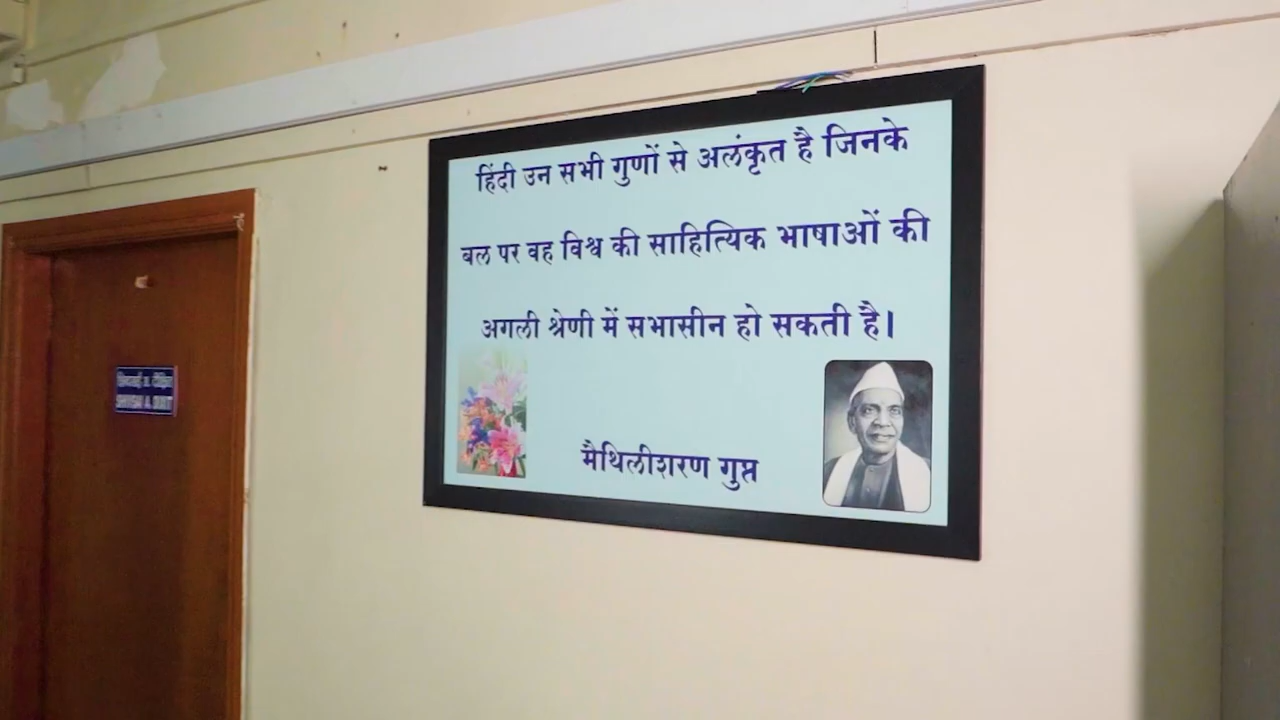 हिंदी उन सभी गुणों से अलंकृत है जिनके
बल पर वह विश्व की साहित्यिक भाषाओं की
अगली श्रेणी में सभासीन हो सकती है।
मैथिलीशरण गुप्त